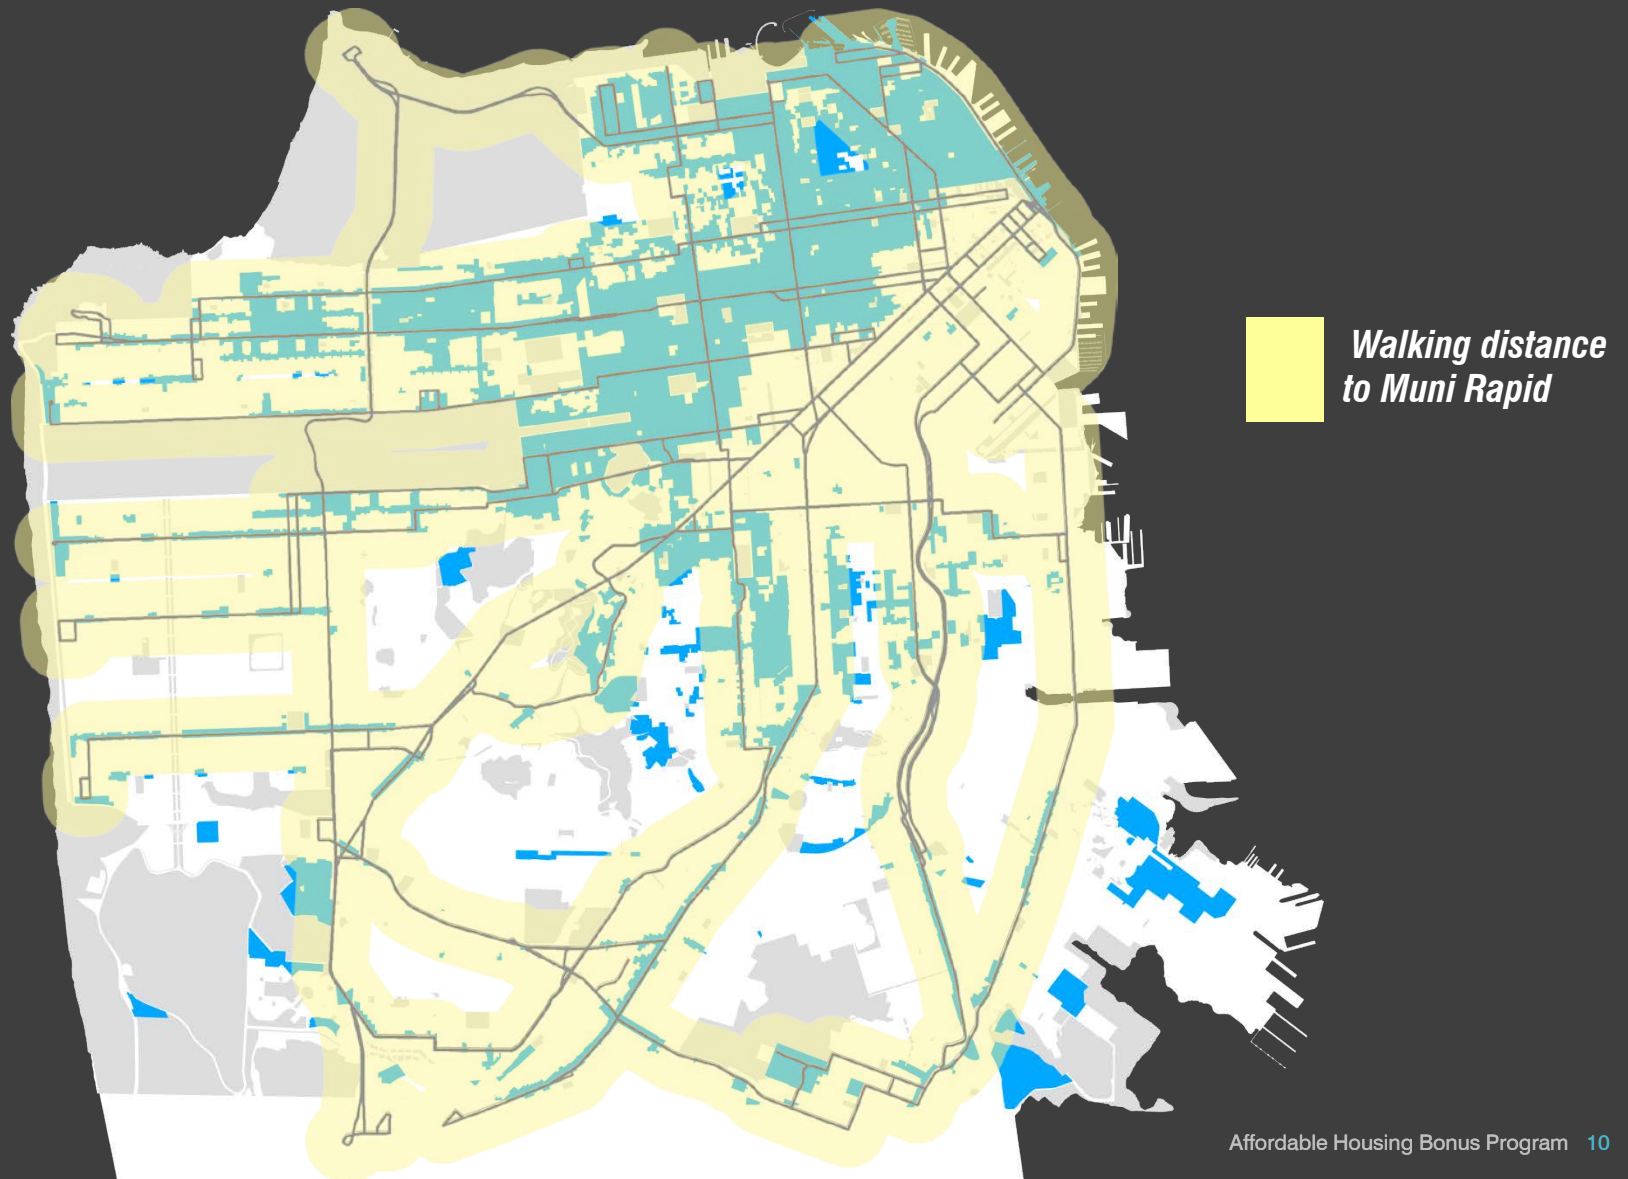 Walking distance
to Muni Rapid
Affordable Housing Bonus Program 10